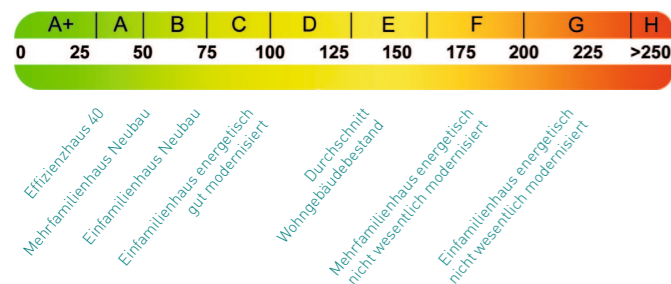 A+ A B C D E F G H
0 25 50 75 100 125 150 175 200 225 >250
Effizienzhaus 40
Mehrfamilienhaus Neubau
Einfamilienhaus Neubau
Einfamilienhaus energetisch
gut modernisiert
Durchschnitt
Wohngebäudebestand
Mehrfamilienhaus energetisch
nicht wesentlich modernisiert
Einfamilienhaus energetisch
nicht wesentlich modernisiert